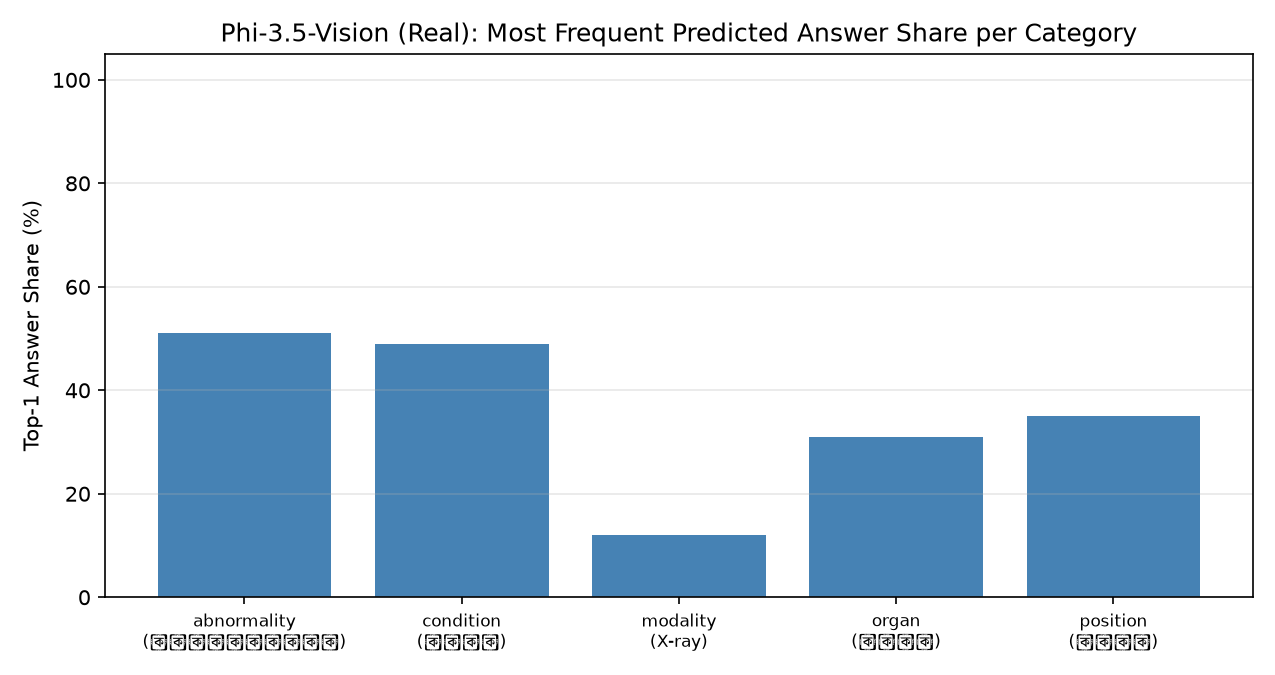 Phi-3.5-Vision (Real): Most Frequent Predicted Answer Share per Category
Top-1 Answer Share (%)
100
80
60
40
20
0
abnormality
condition
modality
organ
position
(X-ray)